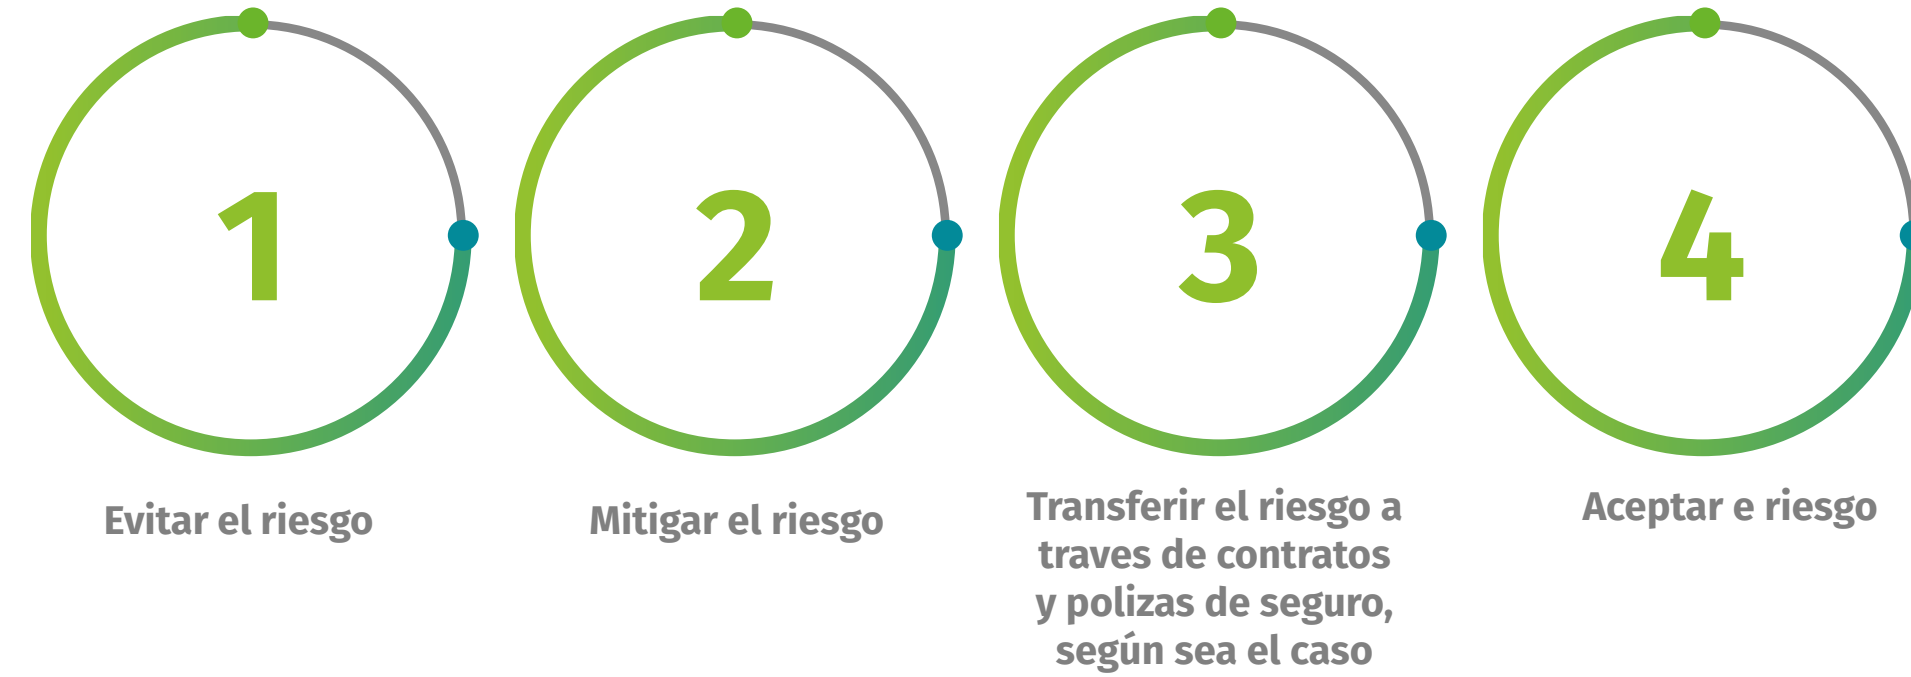 1
2
3
4
Evitar el riesgo
Mitigar el riesgo
Transferir el riesgo a
traves de contratos
y polizas de seguro,
según sea el caso
Aceptar e riesgo